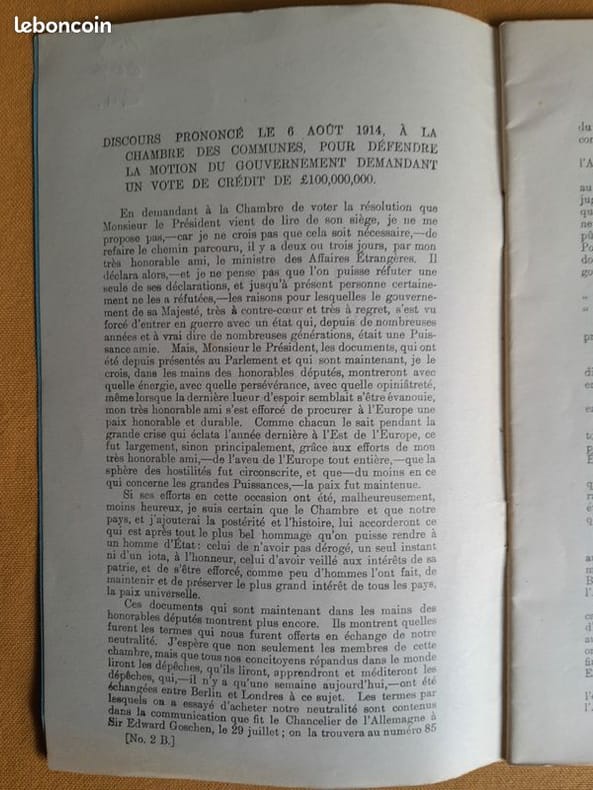 leboncoin
DISCOURS PRONONCÉ LE 6 AOÛT 1914, À LA
CHAMBRE DES COMMUNES, POUR DÉFENDRE
LA MOTION DU GOUVERNEMENT DEMANDANT
UN VOTE DE CRÉDIT DE £100,000,000.
En demandant à la Chambre de voter la résolution que
Monsieur le Président vient de lire de son siège, je ne me
propose pas,—car je ne crois pas que cela soit nécessaire,—de
refaire le chemin parcouru, il y a deux ou trois jours, par mon
très honorable ami, le ministre des Affaires Étrangères. Il
déclara alors,—et je ne pense pas que l'on puisse réfuter une
seule de ses déclarations, et jusqu'à présent personne certaine-
ment ne les a réfutées,—les raisons pour lesquelles le gouverne-
ment de sa Majesté, très à contre-cœur et très à regret, s'est vu
forcé d'entrer en guerre avec un état qui, depuis de nombreuses
années et à vrai dire de nombreuses générations, était une Puis-
sance amie. Mais, Monsieur le Président, les documents, qui ont
été depuis présentés au Parlement et qui sont maintenant, je le
crois, dans les mains des honorables députés, montreront avec
quelle énergie, avec quelle persévérance, avec quelle opiniâtreté,
même lorsque la dernière lueur d'espoir semblait s'être évanouie,
mon très honorable ami s'est efforcé de procurer à l'Europe une
paix honorable et durable. Comme chacun le sait pendant la
grande crise qui éclata l'année dernière à l'Est de l'Europe, ce
fut largement, sinon principalement, grâce aux efforts de mon
très honorable ami,—de l'aveu de l'Europe tout entière,—que la
sphère des hostilités fut circonscrite, et que—du moins en ce
qui concerne les grandes Puissances,—la paix fut maintenue.
Si ses efforts en cette occasion ont été, malheureusement,
moins heureux, je suis certain que le Chambre et que notre
pays, et j'ajouterai la postérité et l'histoire, lui accorderont ce
qui est après tout le plus bel hommage qu'on puisse rendre à
un homme d'État: celui de n'avoir pas dérogé, un seul instant
ni d'un iota, à l'honneur, celui d'avoir veillé aux intérêts de sa
patrie, et de s'être efforcé, comme peu d'hommes l'ont fait, de
maintenir et de préserver le plus grand intérêt de tous les pays,
la paix universelle.
Ces documents qui sont maintenant dans les mains des
honorables députés montrent plus encore. Ils montrent quelles
furent les termes qui nous furent offerts en échange de notre
neutralité. J'espère que non seulement les membres de cette
chambre, mais que tous nos concitoyens répandus dans le monde
liront les dépêches, qu'ils liront, apprendront et méditeront les
dépêches, qui,—il n'y a qu'une semaine aujourd'hui,—ont été
échangées entre Berlin et Londres à ce sujet. Les termes par
lesquels on a essayé d'acheter notre neutralité sont contenus
dans la communication que fit le Chancelier de l'Allemagne à
Sir Edward Goschen, le 29 juillet; on la trouvera au numéro 85
[No. 2 B.]